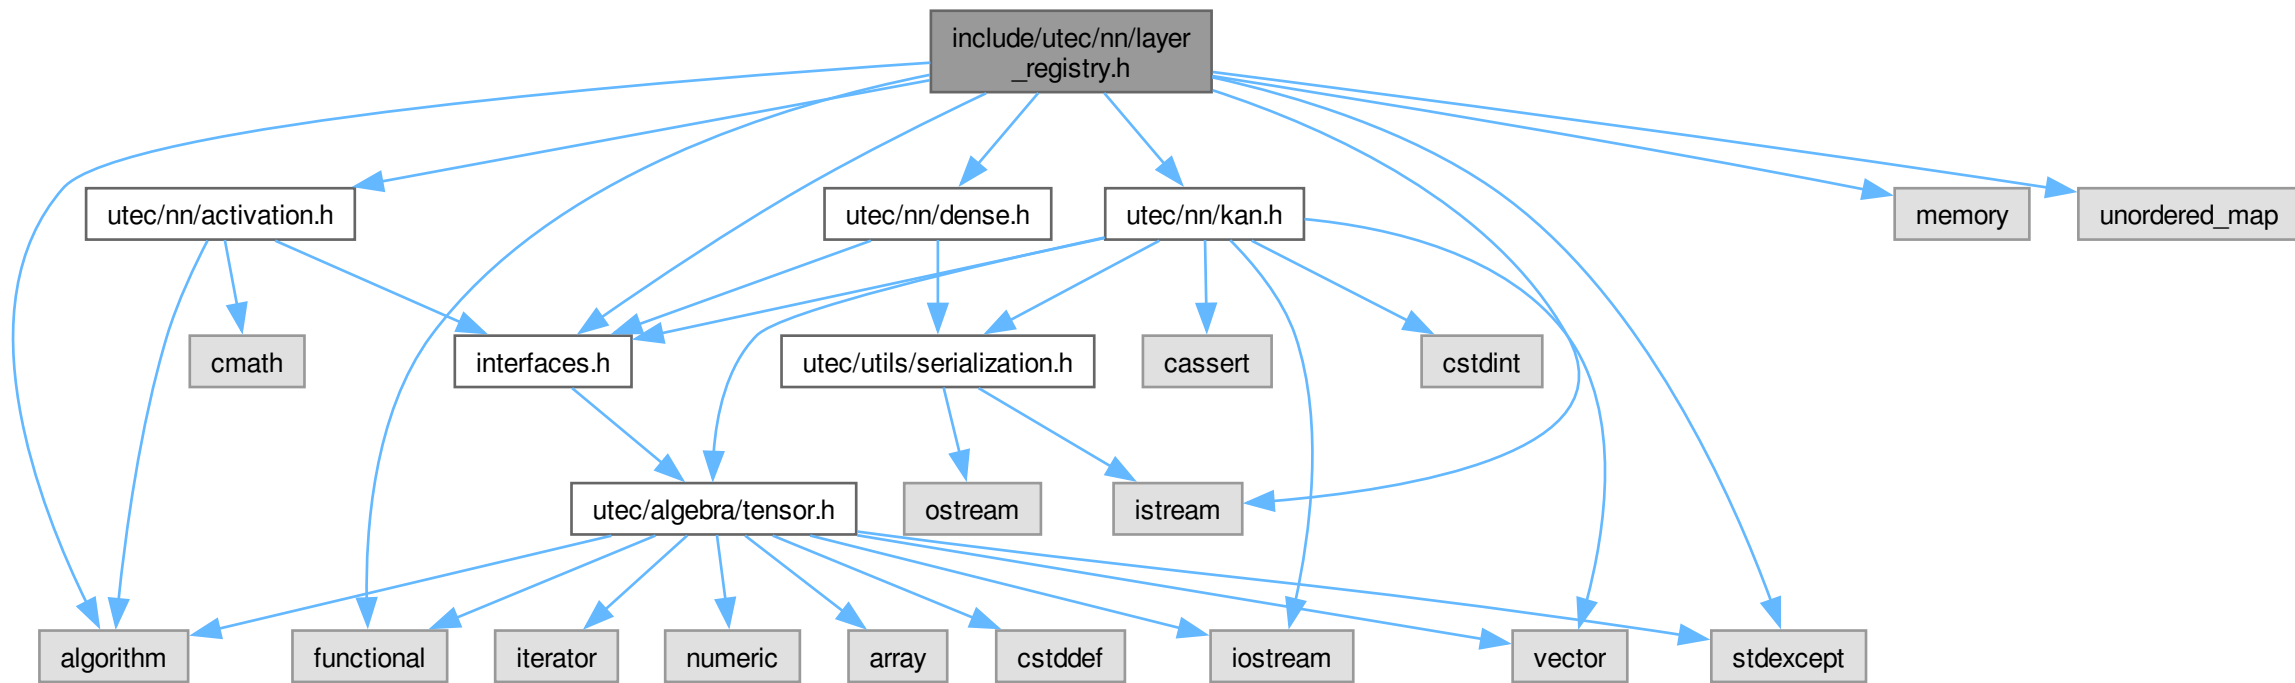 include/utec/nn/layer
_registry.h
utec/nn/activation.h
utec/nn/dense.h
utec/nn/kan.h
memory
unordered_map
cmath
interfaces.h
utec/utils/serialization.h
cassert
cstdint
utec/algebra/tensor.h
ostream
istream
algorithm
functional
iterator
numeric
array
cstddef
iostream
vector
stdexcept